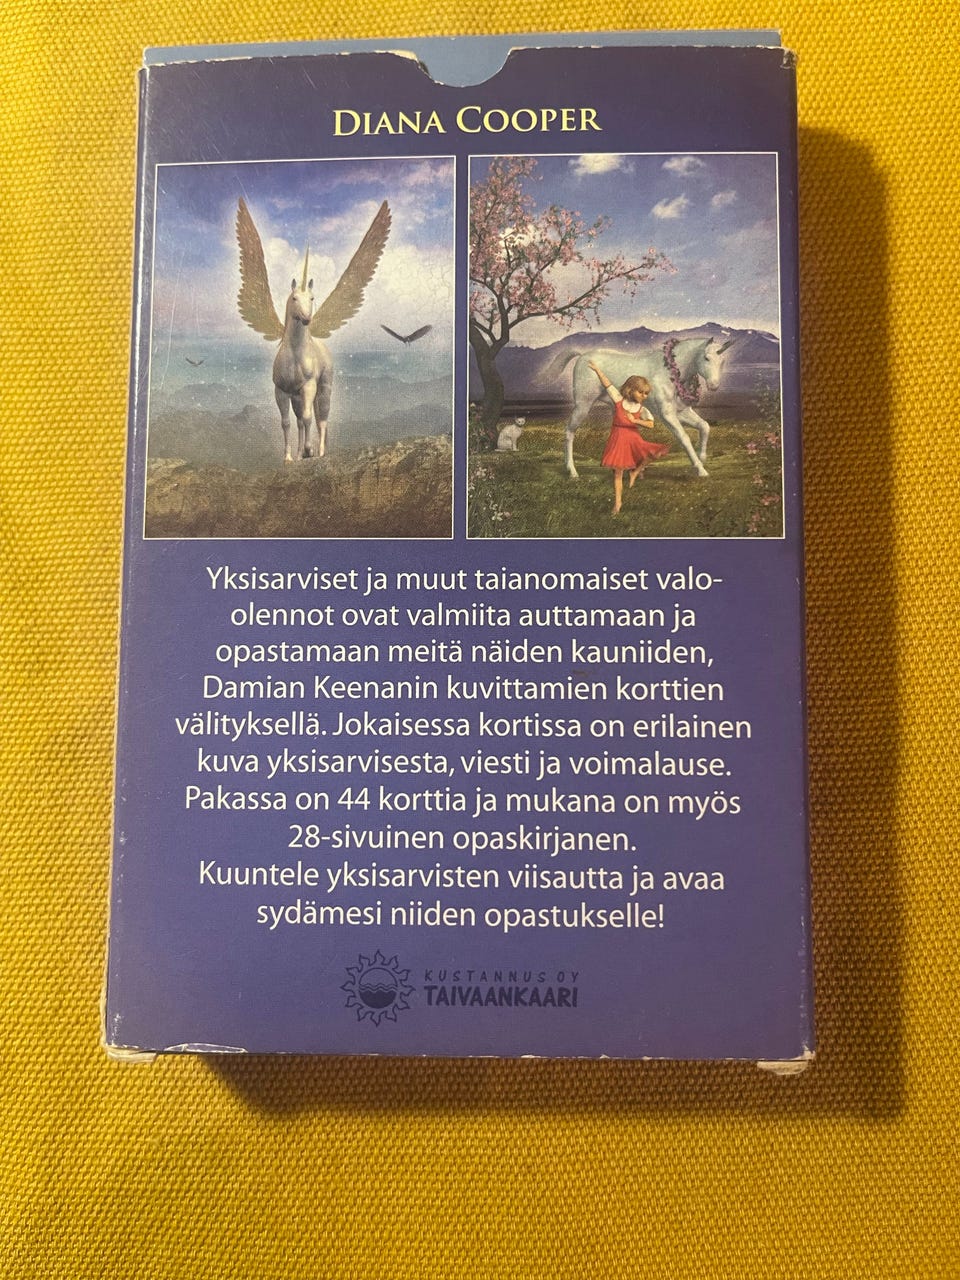 DIANA COOPER
Yksisarviset ja muut taianomaiset valo-
olennot ovat valmiita auttamaan ja
opastamaan meitä näiden kauniiden,
Damian Keenanin kuvittamien korttien
välityksellä. Jokaisessa kortissa on erilainen
kuva yksisarvisesta, viesti ja voimalause.
Pakassa on 44 korttia ja mukana on myös
28-sivuinen opaskirjanen.
Kuuntele yksisarvisten viisautta ja avaa
sydämesi niiden opastukselle!
KUSTANNUS OY
TAIVAANKAARI